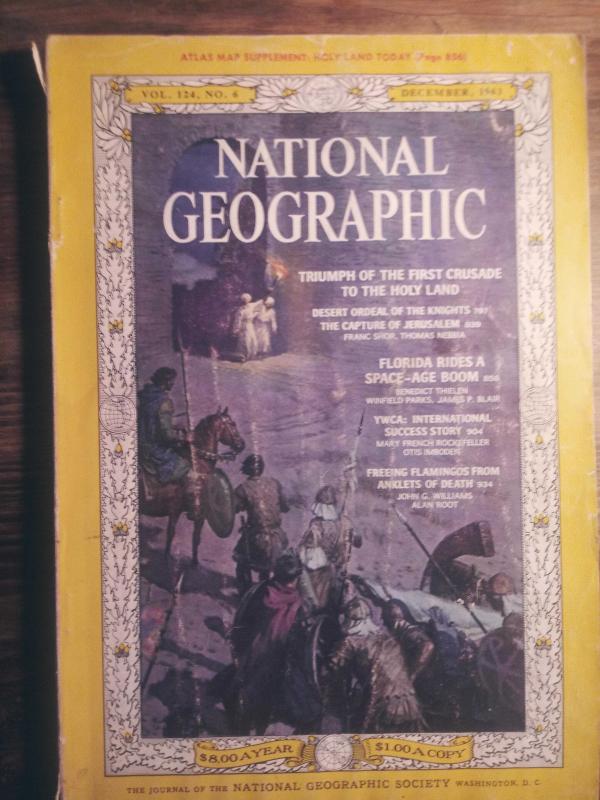 ATLAS MAP SUPPLEMENT: HOLY LAND TODAY (Page 856)
VOL. 124, NO. 6
DECEMBER, 1963
NATIONAL
GEOGRAPHIC
TRIUMPH OF THE FIRST CRUSADE
TO THE HOLY LAND
DESERT ORDEAL OF THE KNIGHTS 797
THE CAPTURE OF JERUSALEM 839
FRANC SHOR, THOMAS NEBBIA
FLORIDA RIDES A
SPACE-AGE BOOM 858
BENEDICT THIELEN
WINFIELD PARKS, JAMES P. BLAIR
YWCA: INTERNATIONAL
SUCCESS STORY 904
MARY FRENCH ROCKEFELLER
OTIS IMBODEN
FREEING FLAMINGOS FROM
ANKLETS OF DEATH 934
JOHN G. WILLIAMS
ALAN ROOT
$8.00 A YEAR
$1.00 A COPY
THE JOURNAL OF THE NATIONAL GEOGRAPHIC SOCIETY WASHINGTON, D. C.